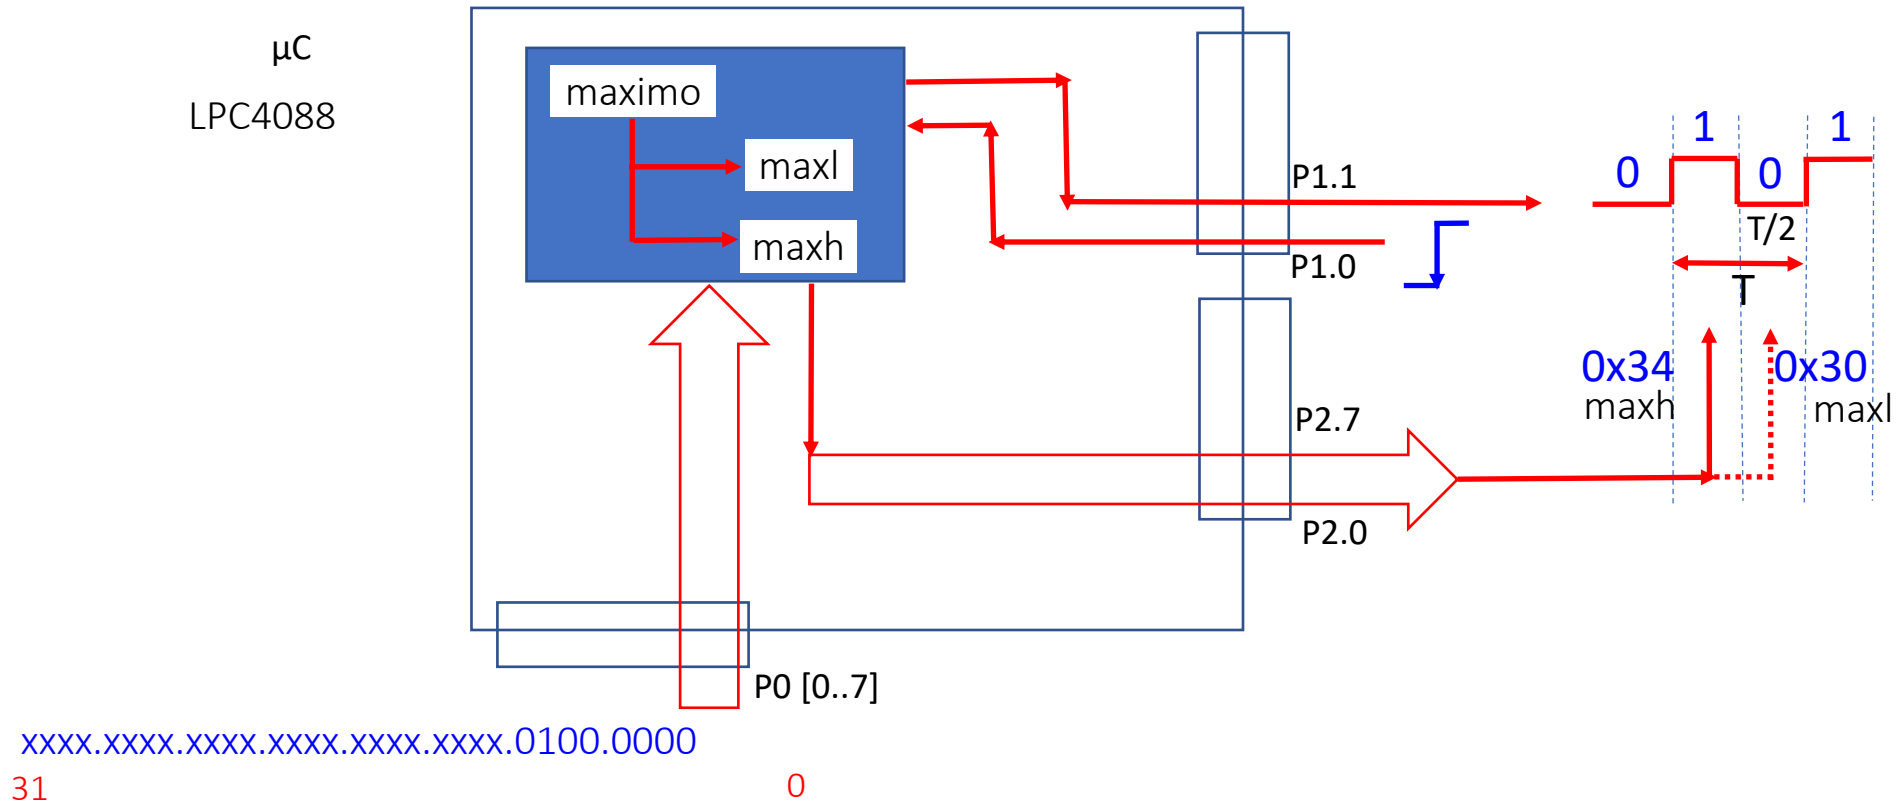 µC
LPC4088
maximo
maxl
maxh
P1.1
P1.0
0
1
0
1
T/2
T
0x34
maxh
0x30
maxl
P2.7
P2.0
P0 [0..7]
xxxx.xxxx.xxxx.xxxx.xxxx.xxxx.0100.0000
31
0